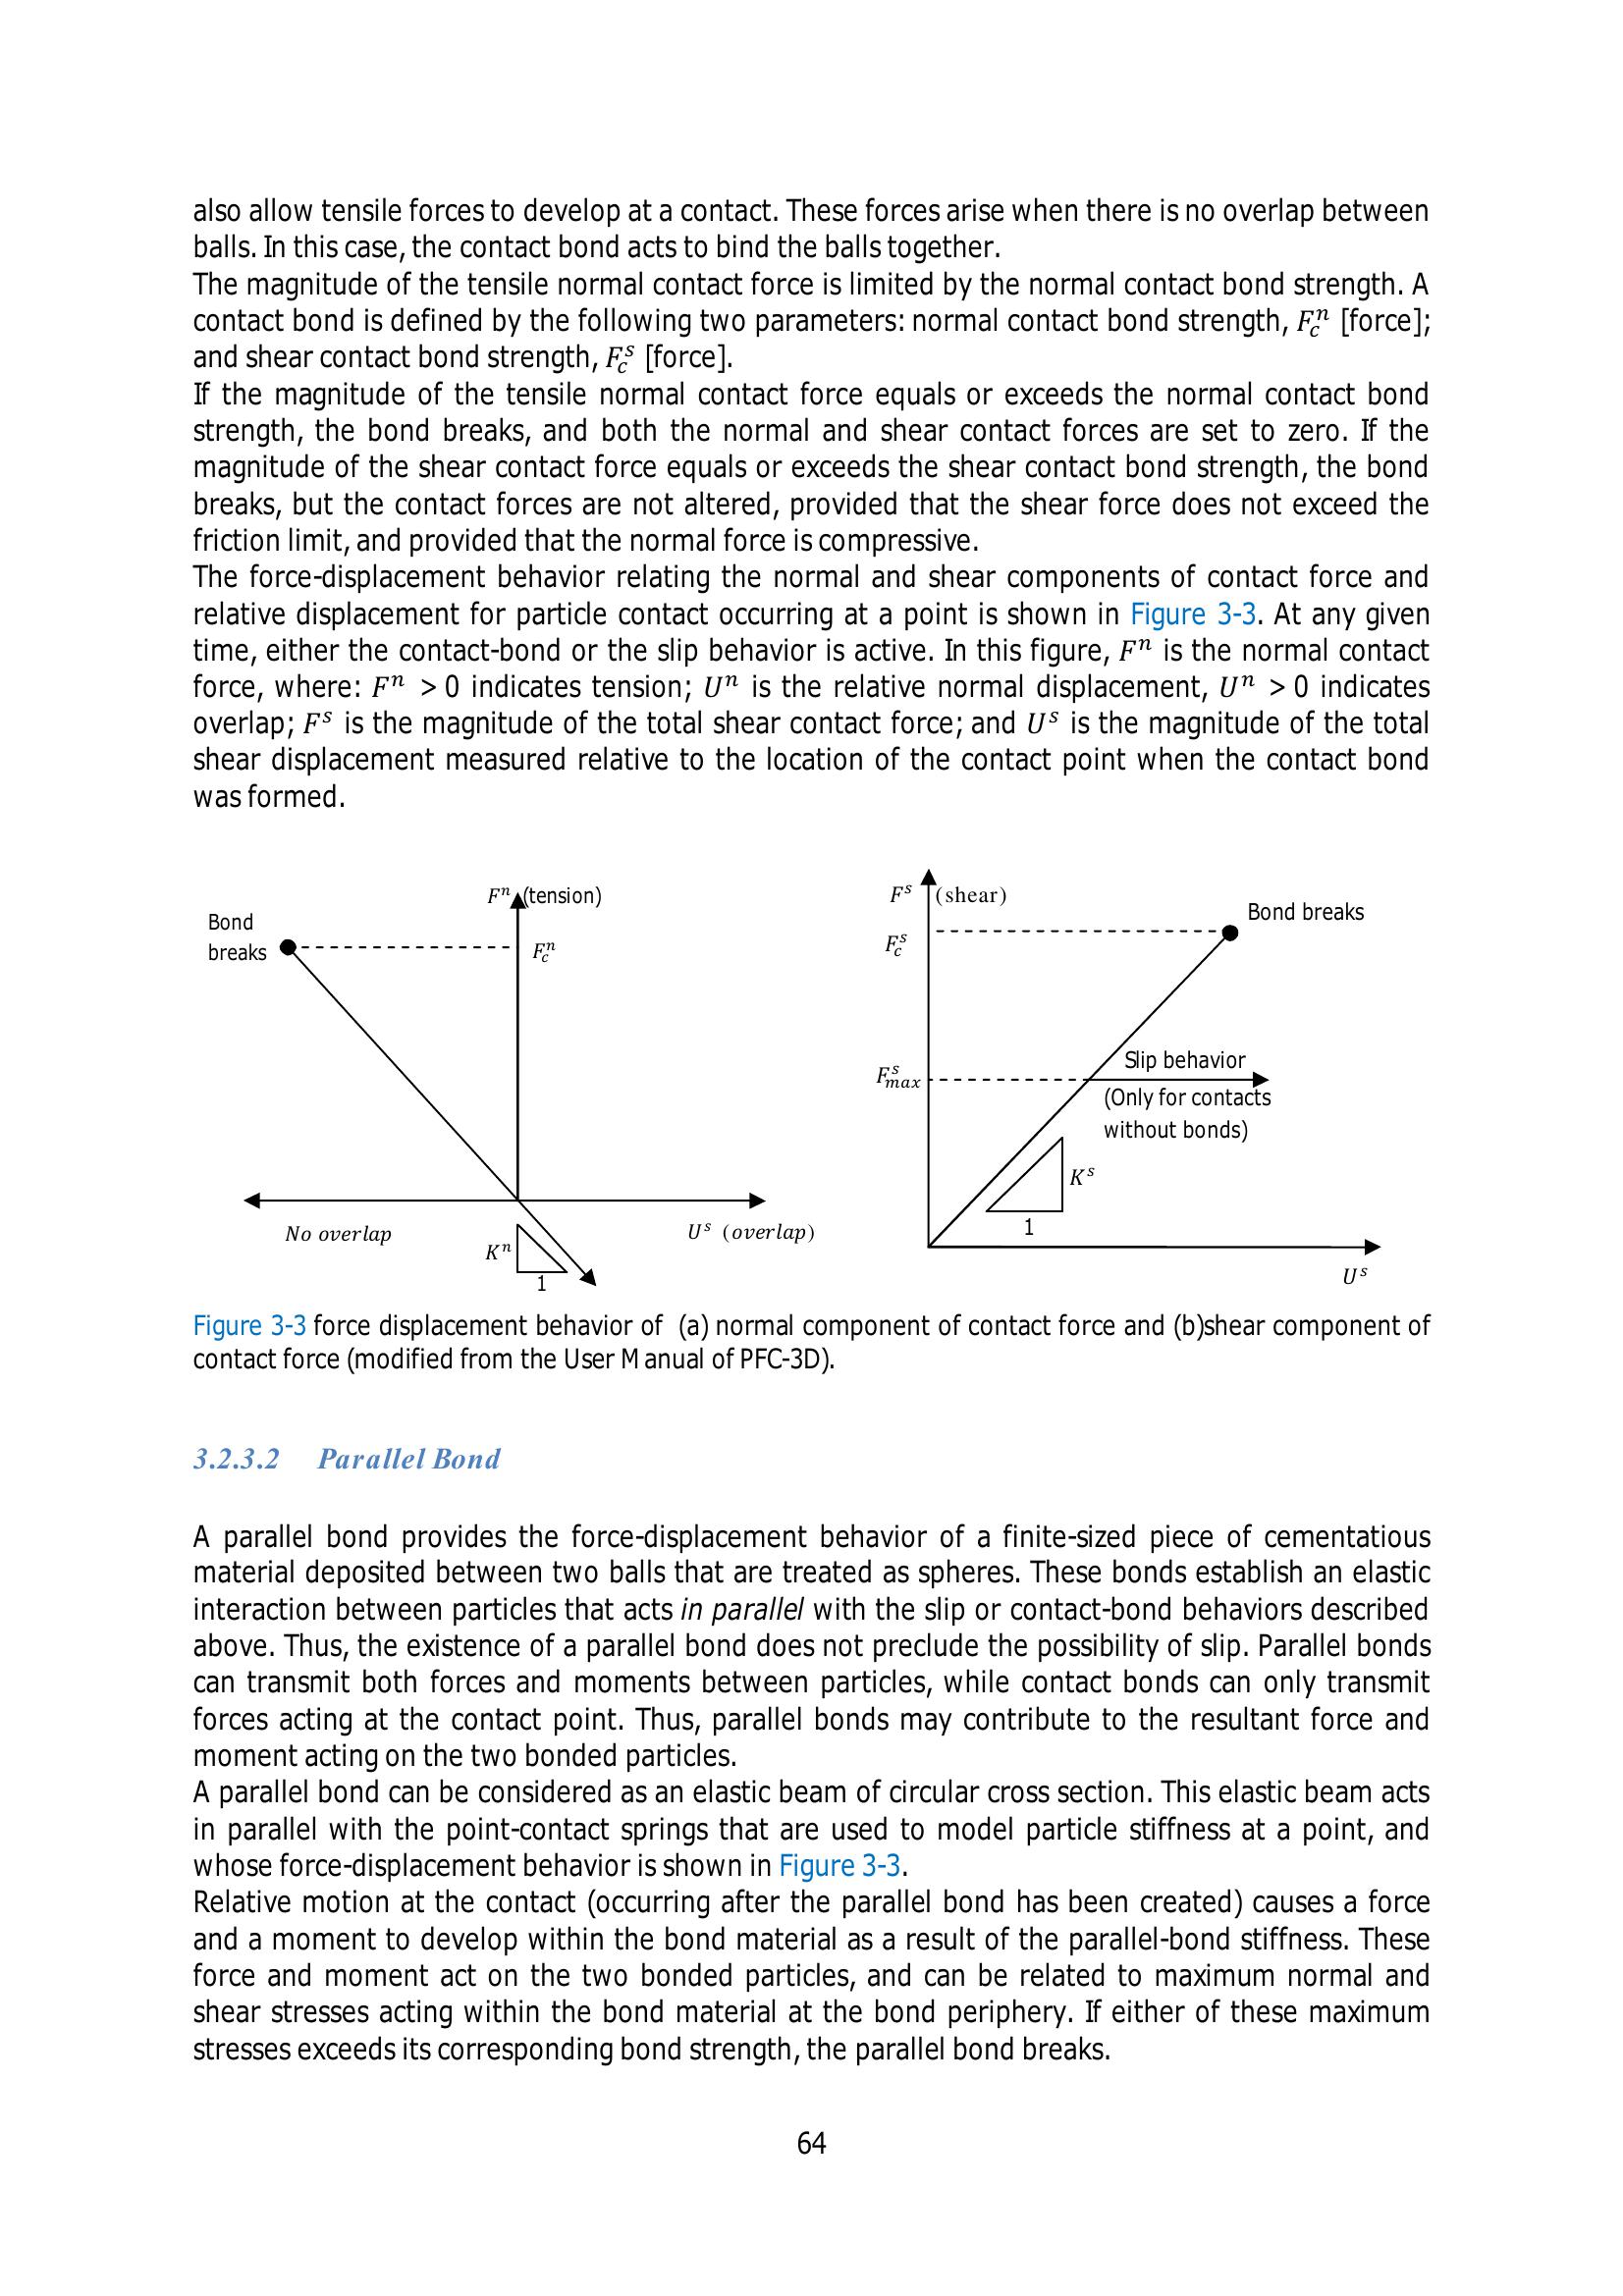 also allow tensile forces to develop at a contact. These forces arise when there is no overlap between
balls. In this case, the contact bond acts to bind the balls together.
The magnitude of the tensile normal contact force is limited by the normal contact bond strength. A
contact bond is defined by the following two parameters: normal contact bond strength, F_c^n [force];
and shear contact bond strength, F_c^s [force].
If the magnitude of the tensile normal contact force equals or exceeds the normal contact bond
strength, the bond breaks, and both the normal and shear contact forces are set to zero. If the
magnitude of the shear contact force equals or exceeds the shear contact bond strength, the bond
breaks, but the contact forces are not altered, provided that the shear force does not exceed the
friction limit, and provided that the normal force is compressive.
The force-displacement behavior relating the normal and shear components of contact force and
relative displacement for particle contact occurring at a point is shown in Figure 3-3. At any given
time, either the contact-bond or the slip behavior is active. In this figure, F^n is the normal contact
force, where: F^n > 0 indicates tension; U^n is the relative normal displacement, U^n > 0 indicates
overlap; F^s is the magnitude of the total shear contact force; and U^s is the magnitude of the total
shear displacement measured relative to the location of the contact point when the contact bond
was formed.
F^n (tension)
Bond
breaks
F_c^n
No overlap
U^s (overlap)
K^n
1
F^s (shear)
Bond breaks
F_c^s
Slip behavior
F_max^s
(Only for contacts
without bonds)
K^s
1
U^s
Figure 3-3 force displacement behavior of (a) normal component of contact force and (b)shear component of
contact force (modified from the User Manual of PFC-3D).
3.2.3.2 Parallel Bond
A parallel bond provides the force-displacement behavior of a finite-sized piece of cementatious
material deposited between two balls that are treated as spheres. These bonds establish an elastic
interaction between particles that acts in parallel with the slip or contact-bond behaviors described
above. Thus, the existence of a parallel bond does not preclude the possibility of slip. Parallel bonds
can transmit both forces and moments between particles, while contact bonds can only transmit
forces acting at the contact point. Thus, parallel bonds may contribute to the resultant force and
moment acting on the two bonded particles.
A parallel bond can be considered as an elastic beam of circular cross section. This elastic beam acts
in parallel with the point-contact springs that are used to model particle stiffness at a point, and
whose force-displacement behavior is shown in Figure 3-3.
Relative motion at the contact (occurring after the parallel bond has been created) causes a force
and a moment to develop within the bond material as a result of the parallel-bond stiffness. These
force and moment act on the two bonded particles, and can be related to maximum normal and
shear stresses acting within the bond material at the bond periphery. If either of these maximum
stresses exceeds its corresponding bond strength, the parallel bond breaks.
64